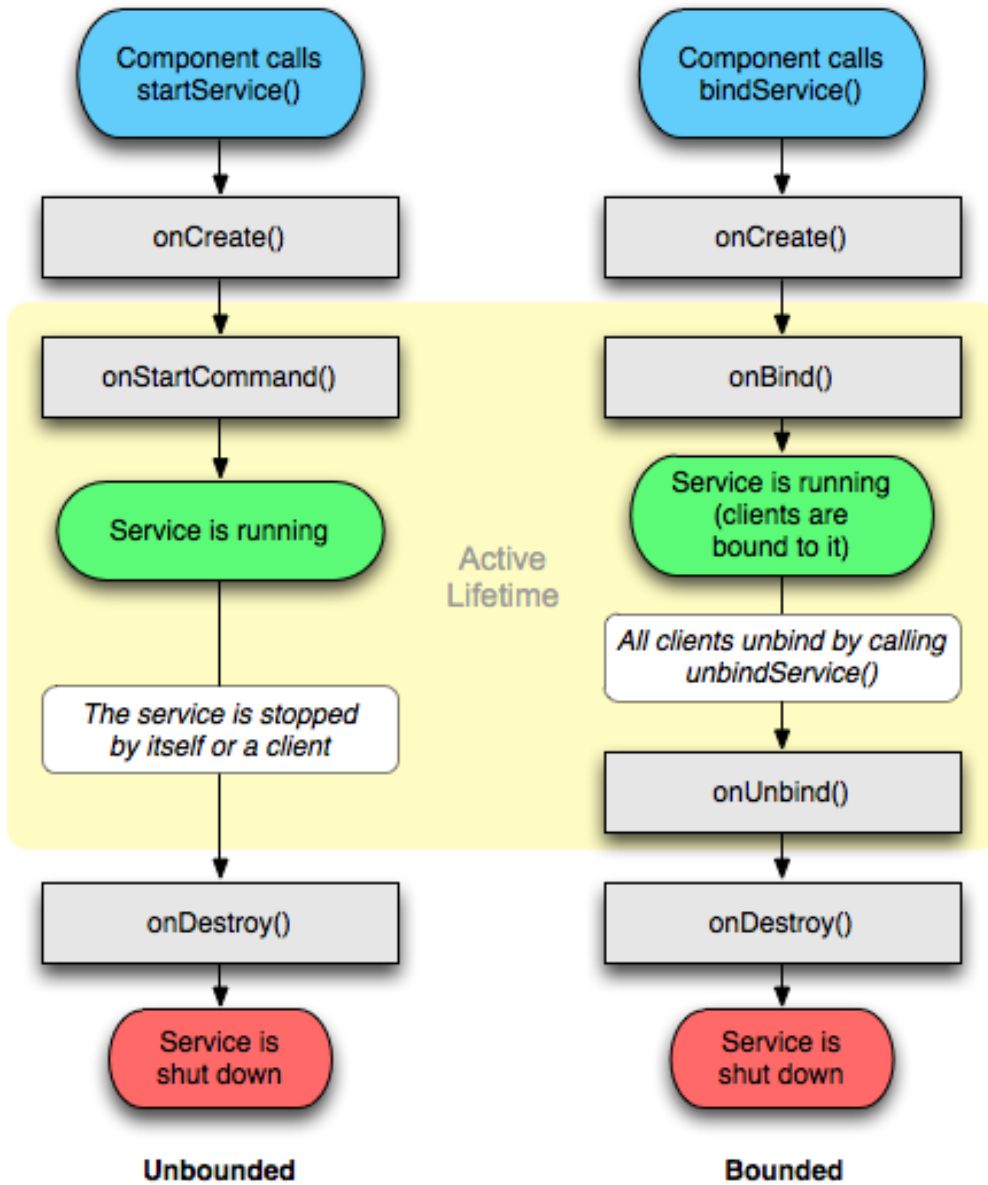 Component calls
startService()
onCreate()
onStartCommand()
Service is running
The service is stopped
by itself or a client
onDestroy()
Service is
shut down
Unbounded
Active
Lifetime
Component calls
bindService()
onCreate()
onBind()
Service is running
(clients are
bound to it)
All clients unbind by calling
unbindService()
onUnbind()
onDestroy()
Service is
shut down
Bounded